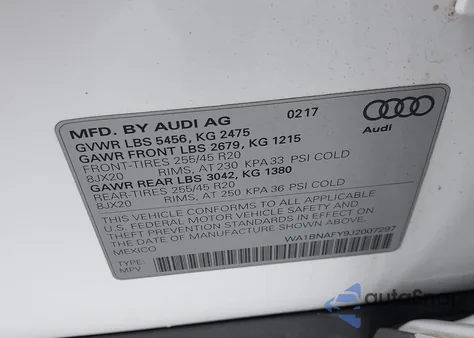 MFD. BY AUDI AG 0217
GVWR LBS 5456, KG 2475
GAWR FRONT LBS 2679, KG 1215
FRONT-TIRES 255/45 R20
8JX20 RIMS, AT 230 KPA 33 PSI COLD
GAWR REAR LBS 3042, KG 1380
REAR-TIRES 255/45 R20
8JX20 RIMS, AT 250 KPA 36 PSI COLD
THIS VEHICLE CONFORMS TO ALL APPLICABLE
U.S. FEDERAL MOTOR VEHICLE SAFETY AND
THEFT PREVENTION STANDARDS IN EFFECT ON
THE DATE OF MANUFACTURE SHOWN ABOVE.
MEXICO
WA1BNAFY9J2007297
TYPE:
MPV
Audi